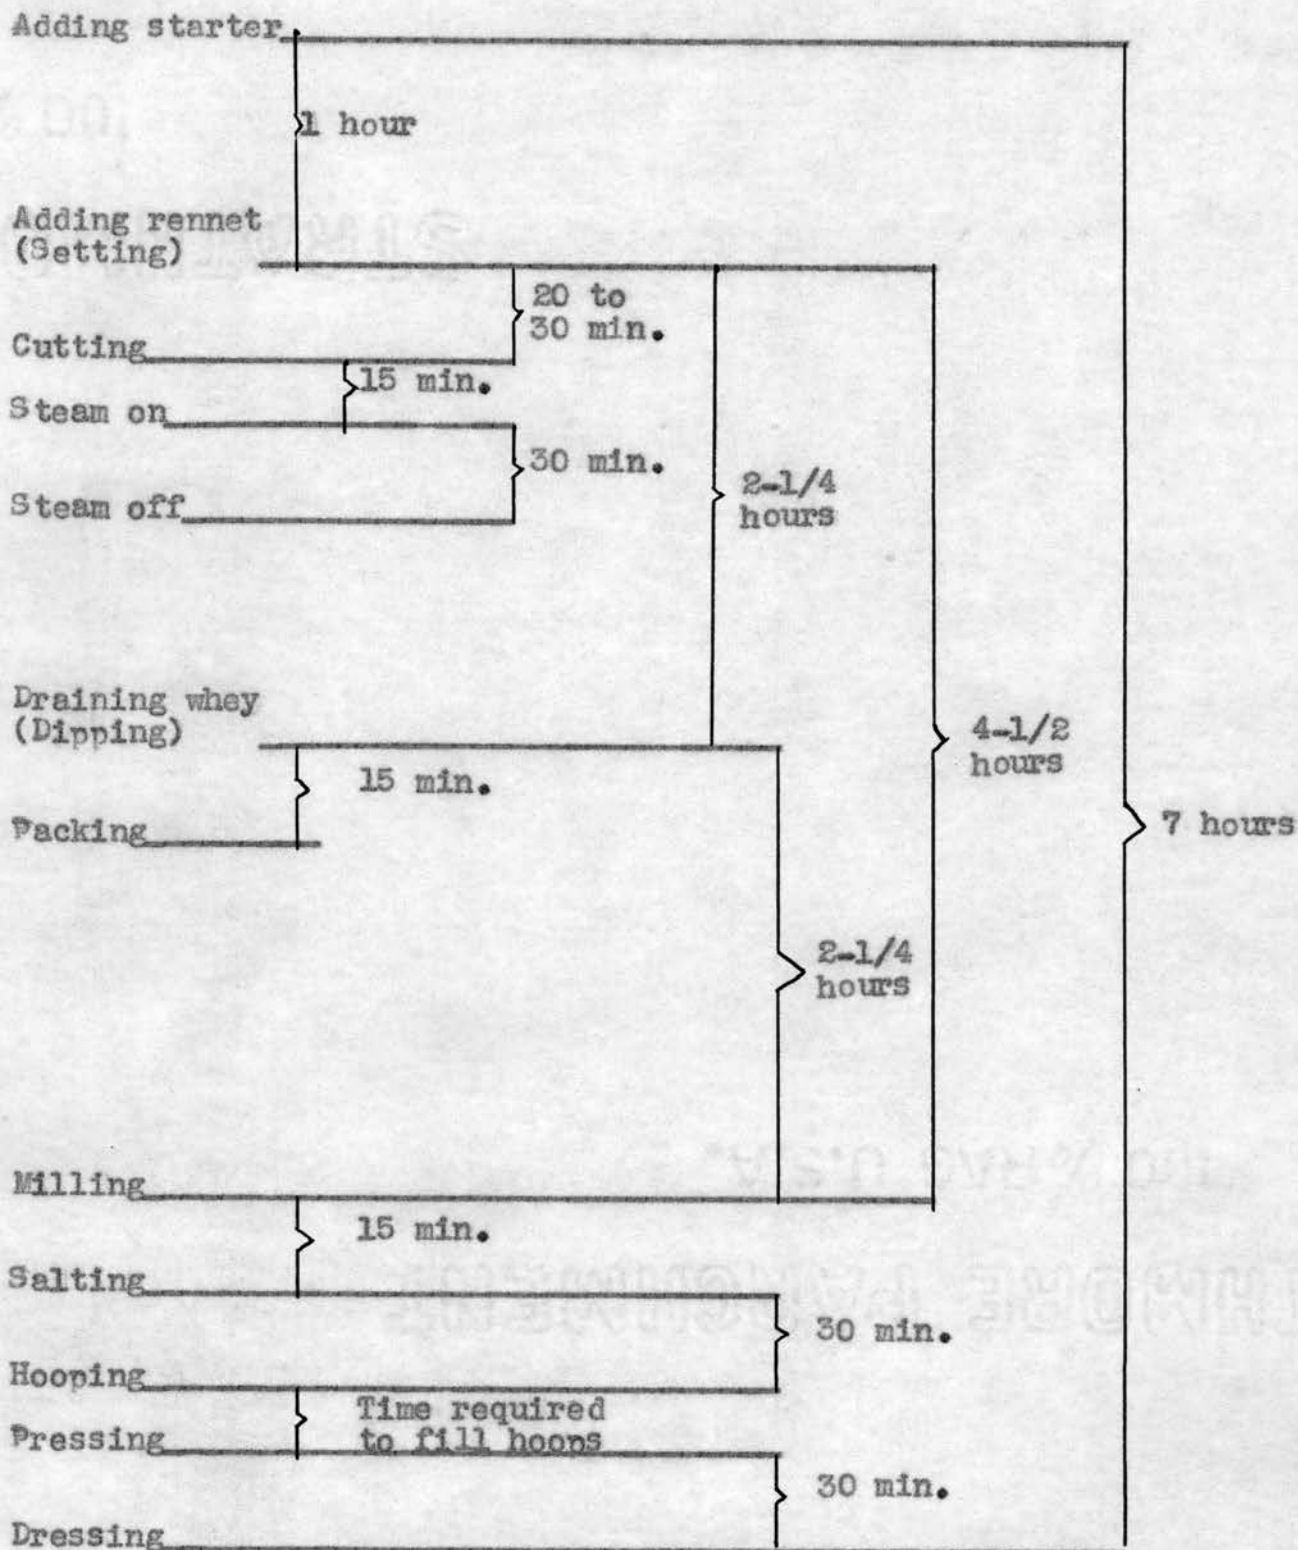 Adding starter
1 hour
Adding rennet
(Setting)
20 to
30 min.
Cutting
15 min.
Steam on
30 min.
Steam off
2-1/4
hours
Draining whey
(Dipping)
4-1/2
hours
15 min.
7 hours
Packing
2-1/4
hours
Milling
15 min.
Salting
30 min.
Hooping
Time required
to fill hoops
Pressing
30 min.
Dressing